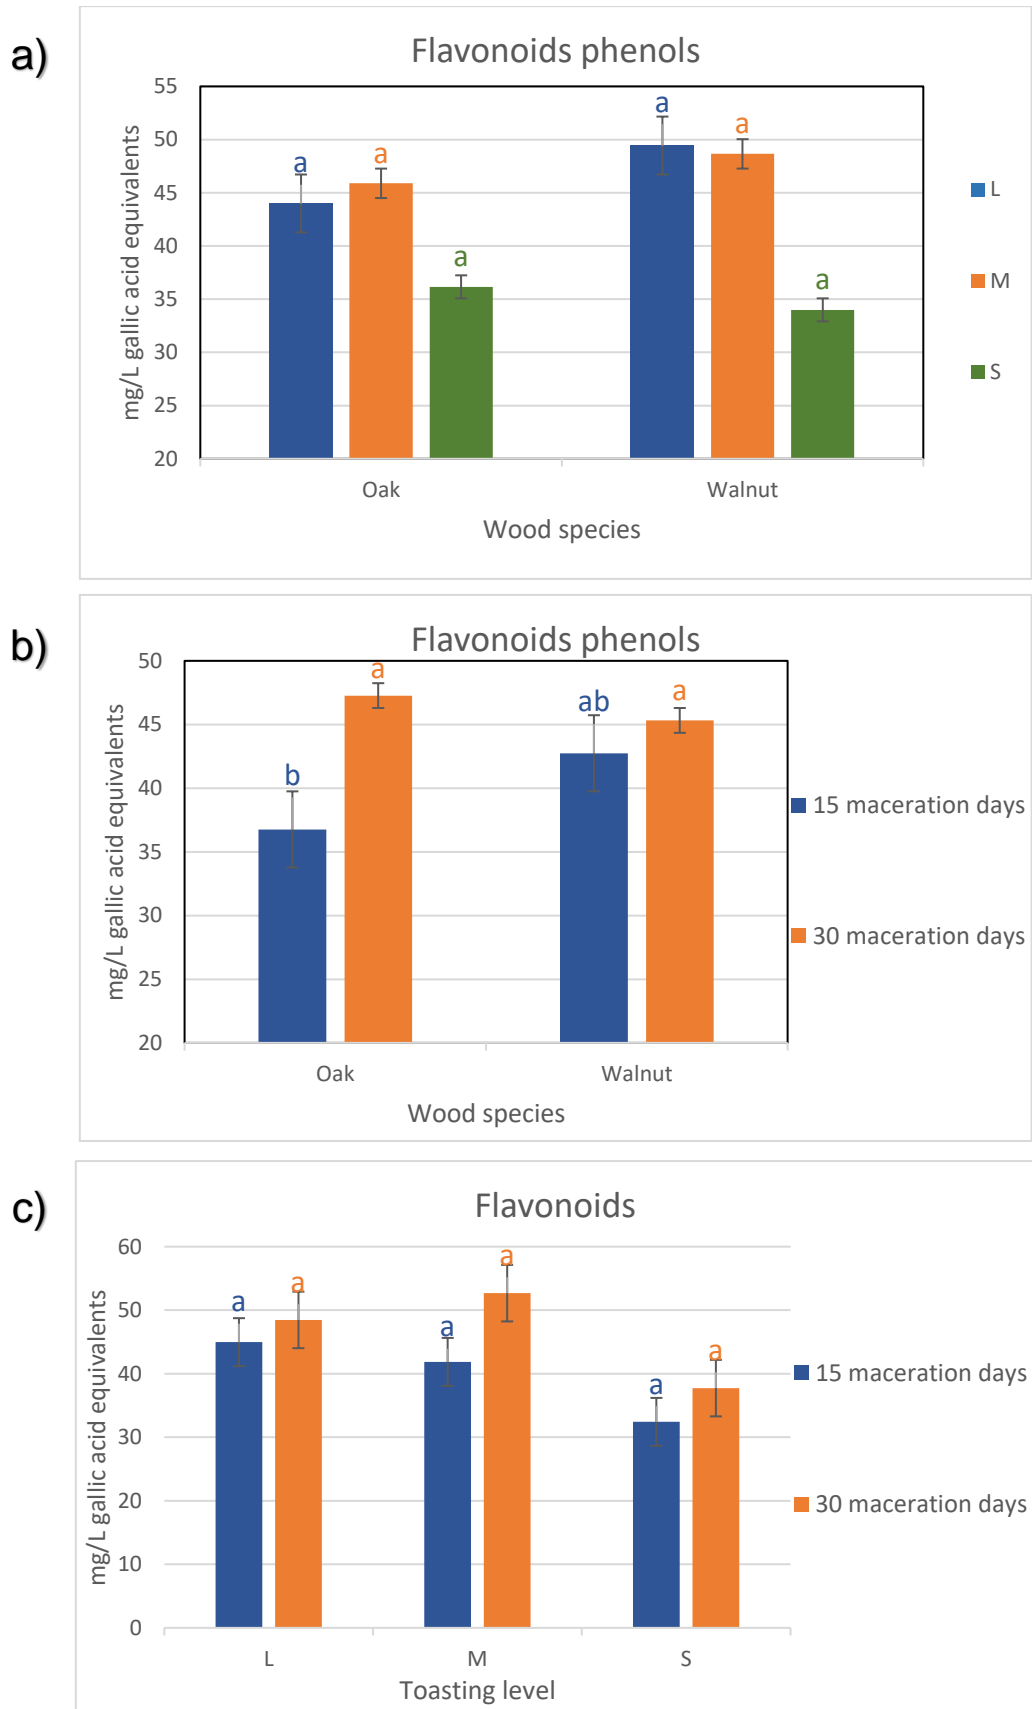 a)
Flavonoids phenols
mg/L gallic acid equivalents
55
50
45
40
35
30
25
20
a
a
a
a
a
a
Oak
Walnut
Wood species
L
M
S
b)
Flavonoids phenols
mg/L gallic acid equivalents
50
45
40
35
30
25
20
b
a
ab
a
Oak
Walnut
Wood species
15 maceration days
30 maceration days
c)
Flavonoids
mg/L gallic acid equivalents
60
50
40
30
20
10
0
a
a
a
a
a
a
L
M
S
Toasting level
15 maceration days
30 maceration days